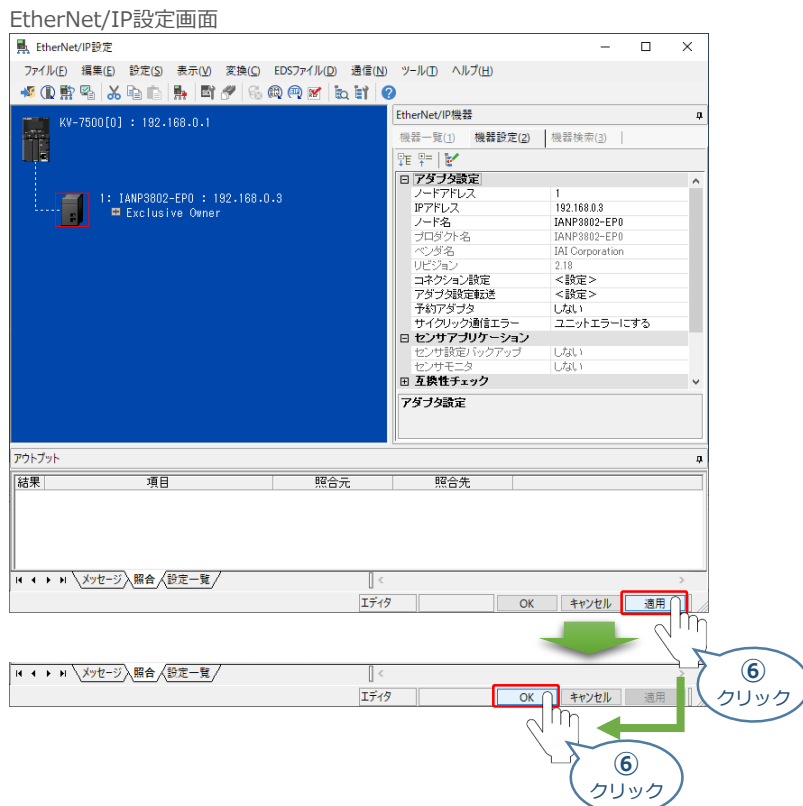 EtherNet/IP設定画面
EtherNet/IP設定
ファイル(F) 編集(E) 設定(S) 表示(V) 変換(C) EDSファイル(D) 通信(N) ツール(T) ヘルプ(H)
KV-7500[0] : 192.168.0.1
1: IANP3802-EP0 : 192.168.0.3
Exclusive Owner
EtherNet/IP機器
機器一覧(1) 機器設定(2) 機器検索(3)
アダプタ設定
ノードアドレス 1
IPアドレス 192.168.0.3
ノード名 IANP3802-EP0
プロダクト名 IANP3802-EP0
ベンダ名 IAI Corporation
リビジョン 2.18
コネクション設定 <設定>
アダプタ設定転送 <設定>
予約アダプタ しない
サイクリック通信エラー ユニットエラーにする
センサアプリケーション
センサ設定バックアップ しない
センサモニタ しない
互換性チェック
アダプタ設定
アウトプット
結果 項目 照合元 照合先
メッセージ 照合 設定一覧
エディタ OK キャンセル 適用
⑥
クリック
メッセージ 照合 設定一覧
エディタ OK キャンセル 適用
⑥
クリック